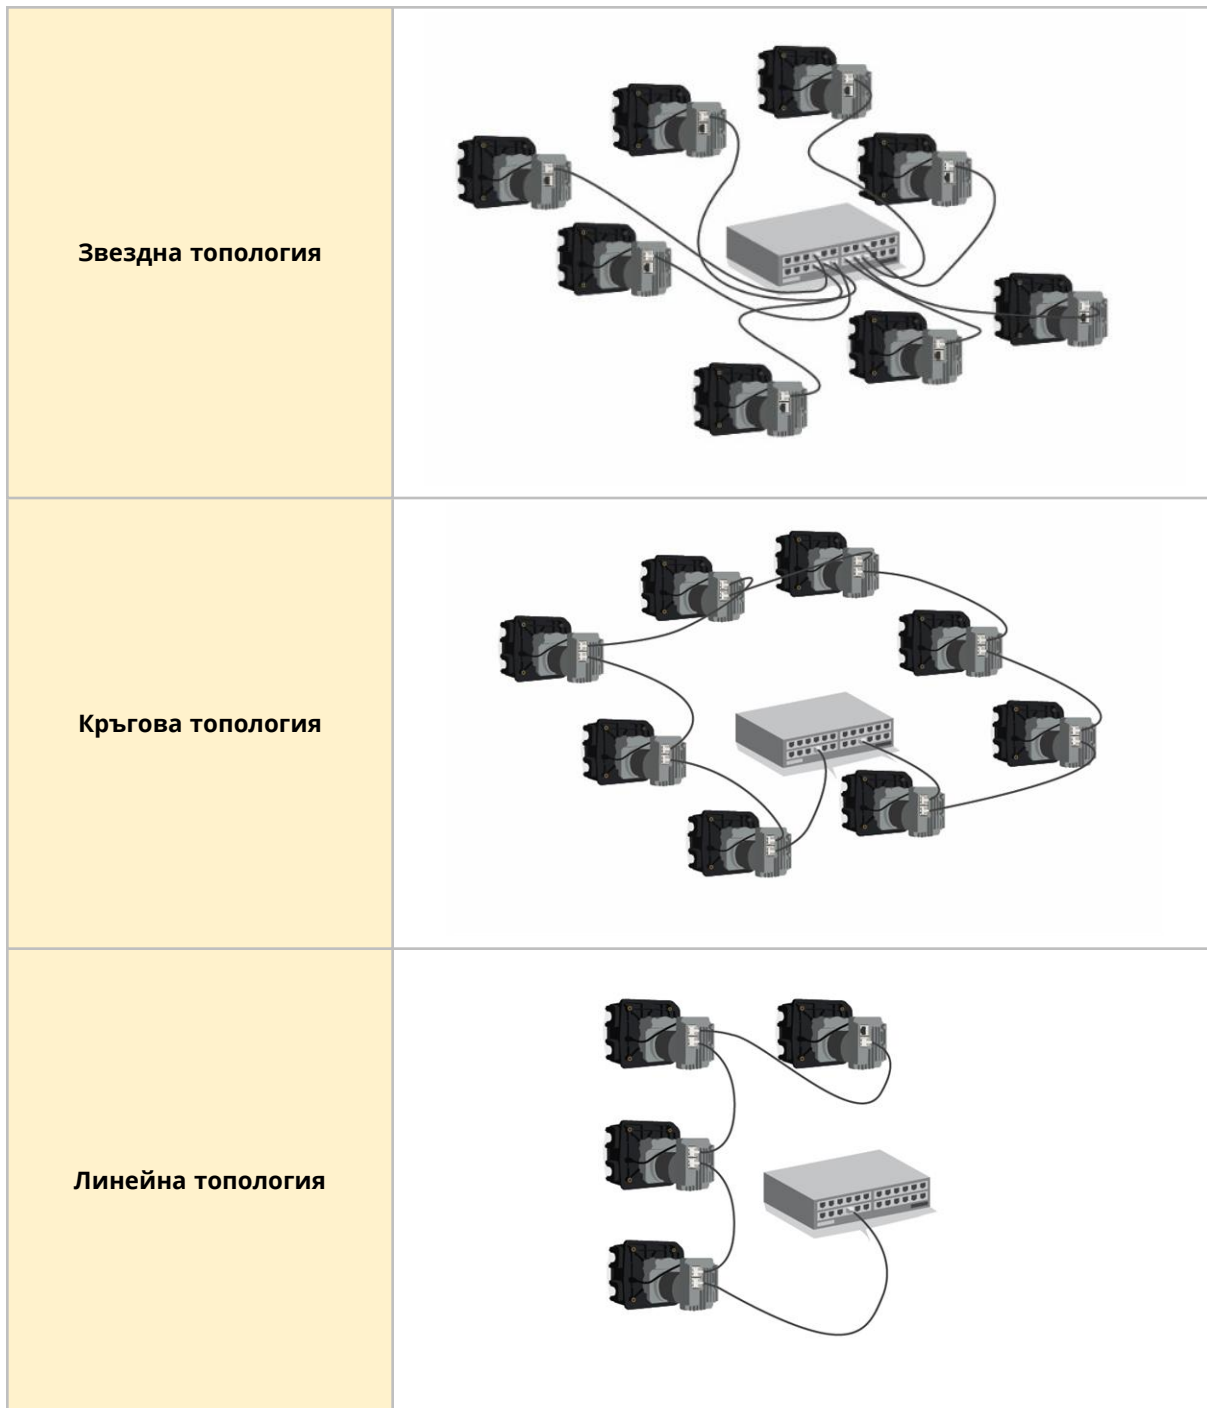 Звездна топология
Кръгова топология
Линейна топология